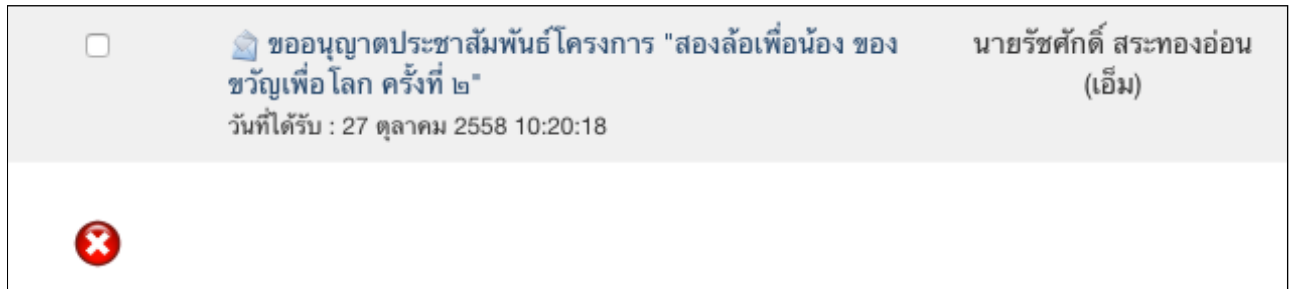 ขออนุญาตประชาสัมพันธ์โครงการ "สองล้อเพื่อน้อง ของ
ขวัญเพื่อโลก ครั้งที่ ๒"
วันที่ได้รับ : 27 ตุลาคม 2558 10:20:18
นายรัชศักดิ์ สระทองอ่อน
(เอ็ม)